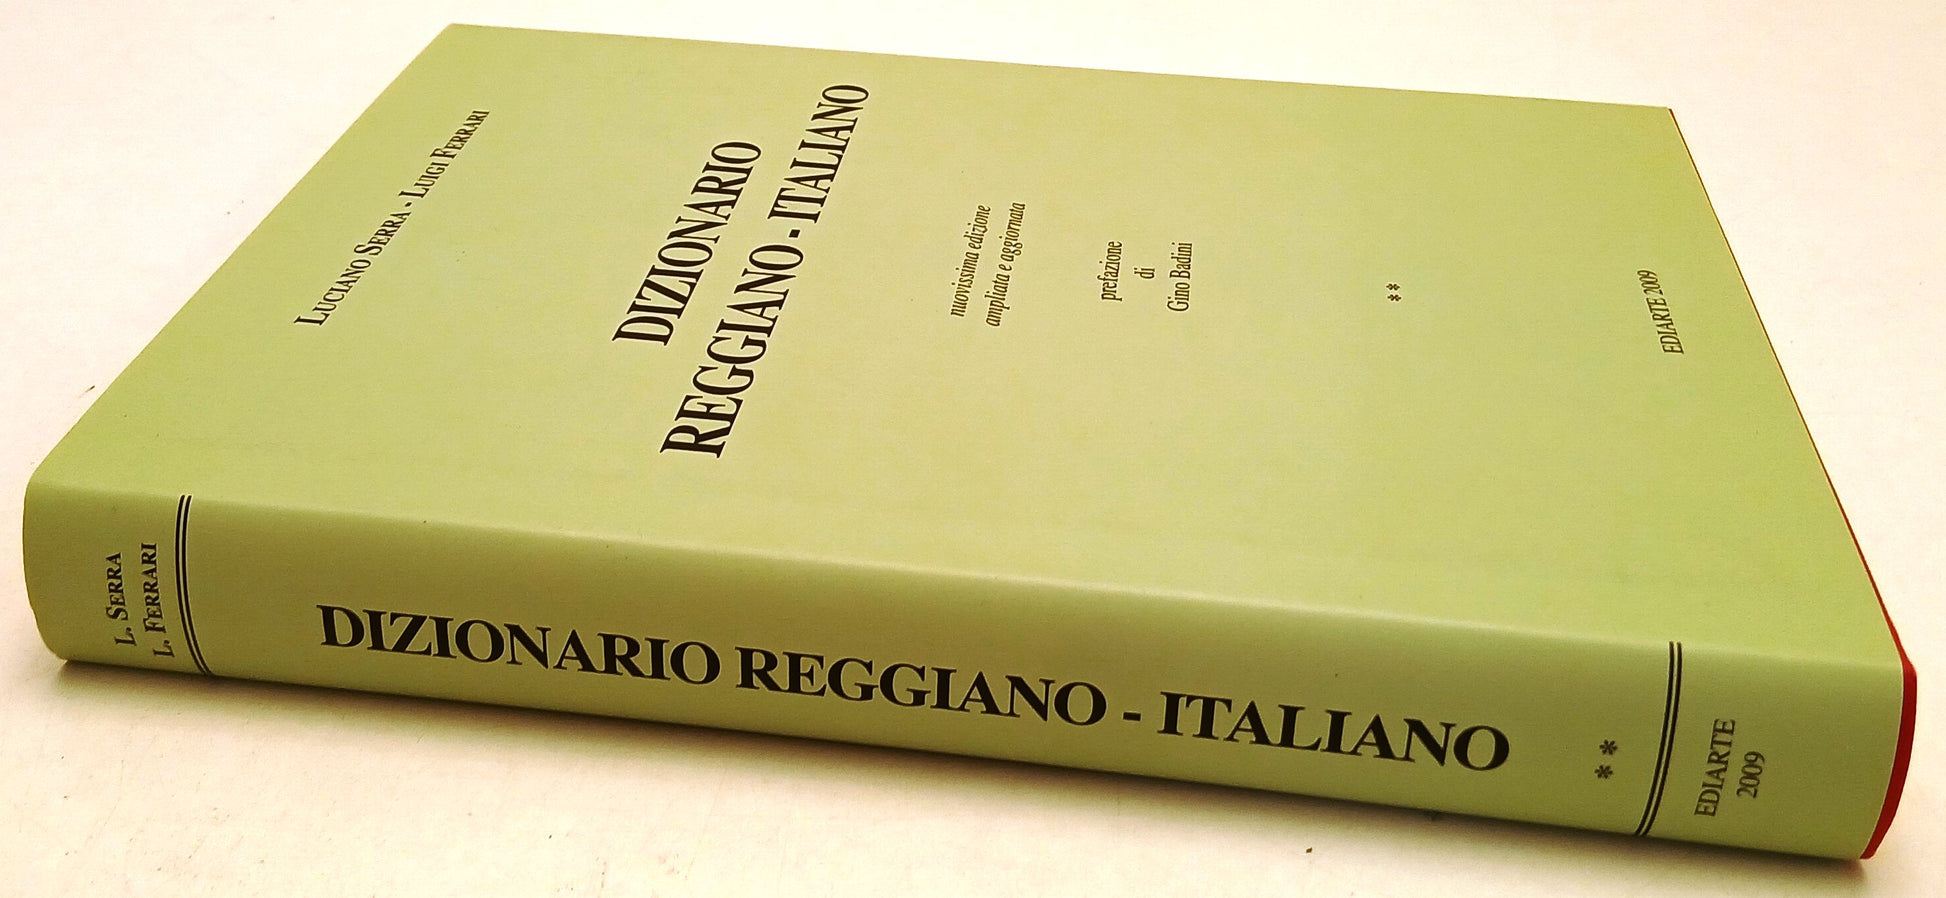 LUCIANO SERRA - LUIGI FERRARI
DIZIONARIO
REGGIANO - ITALIANO
nuovissima edizione
ampliata e aggiornata
prefazione
di
Gino Badini
**
EDIARTE 2009
L. SERRA
L. FERRARI
DIZIONARIO REGGIANO - ITALIANO
**
EDIARTE
2009